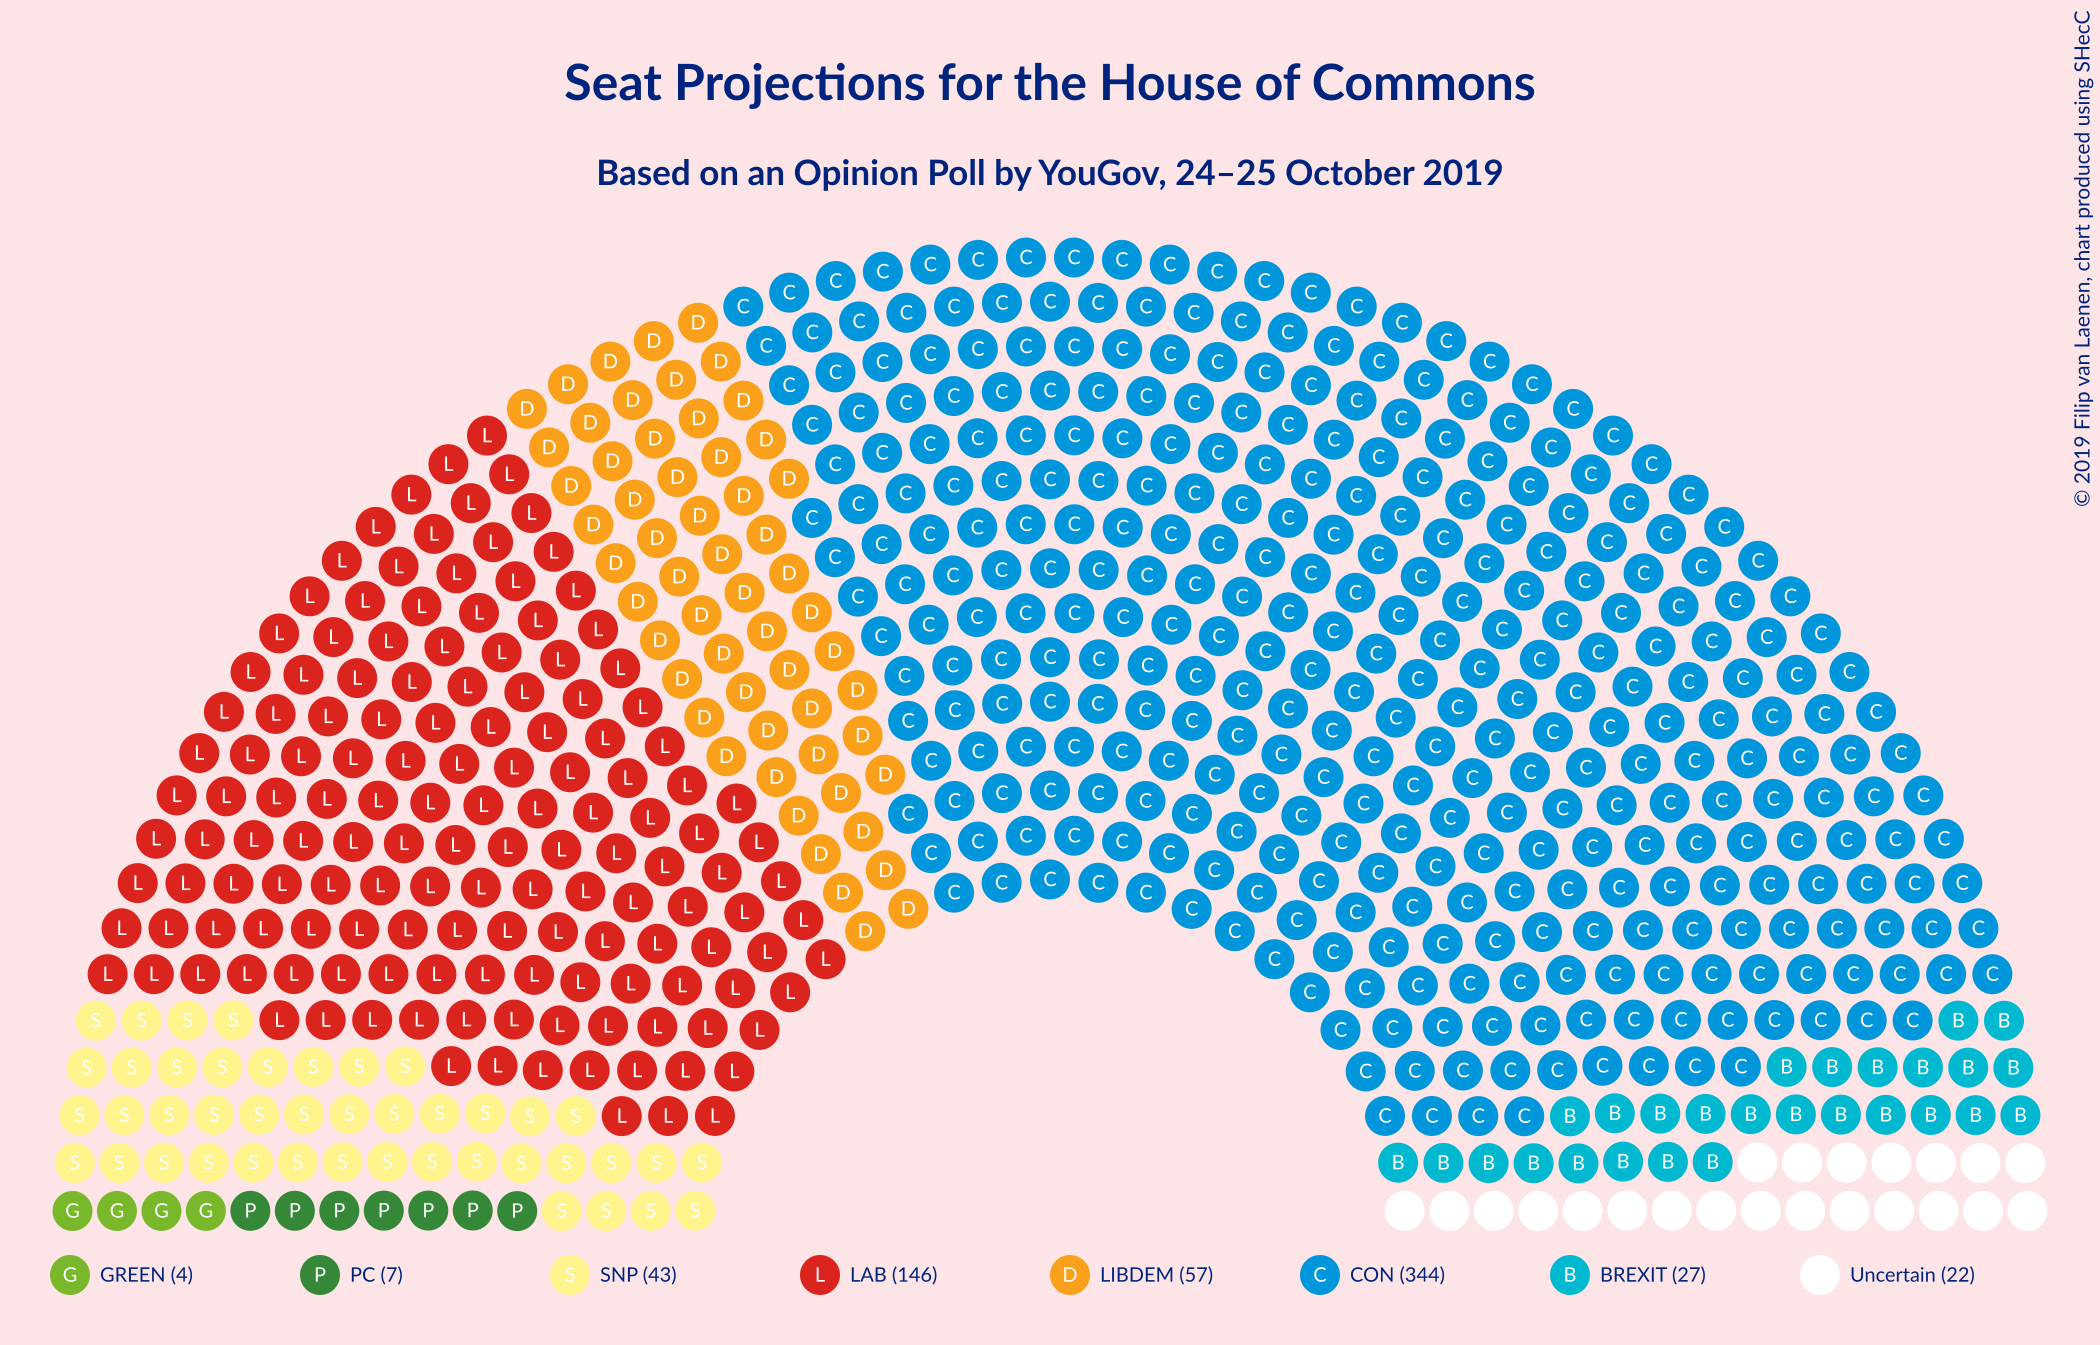 Seat Projections for the House of Commons
Based on an Opinion Poll by YouGov, 24–25 October 2019
© 2019 Filip van Laenen, chart produced using SHecC
G GREEN (4)
P PC (7)
S SNP (43)
L LAB (146)
D LIBDEM (57)
C CON (344)
B BREXIT (27)
Uncertain (22)